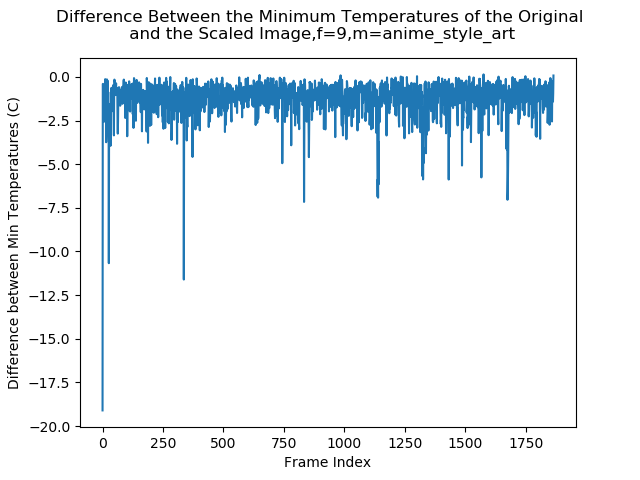 Difference Between the Minimum Temperatures of the Original
and the Scaled Image,f=9,m=anime_style_art
Difference between Min Temperatures (C)
0.0
−2.5
−5.0
−7.5
−10.0
−12.5
−15.0
−17.5
−20.0
0 250 500 750 1000 1250 1500 1750
Frame Index